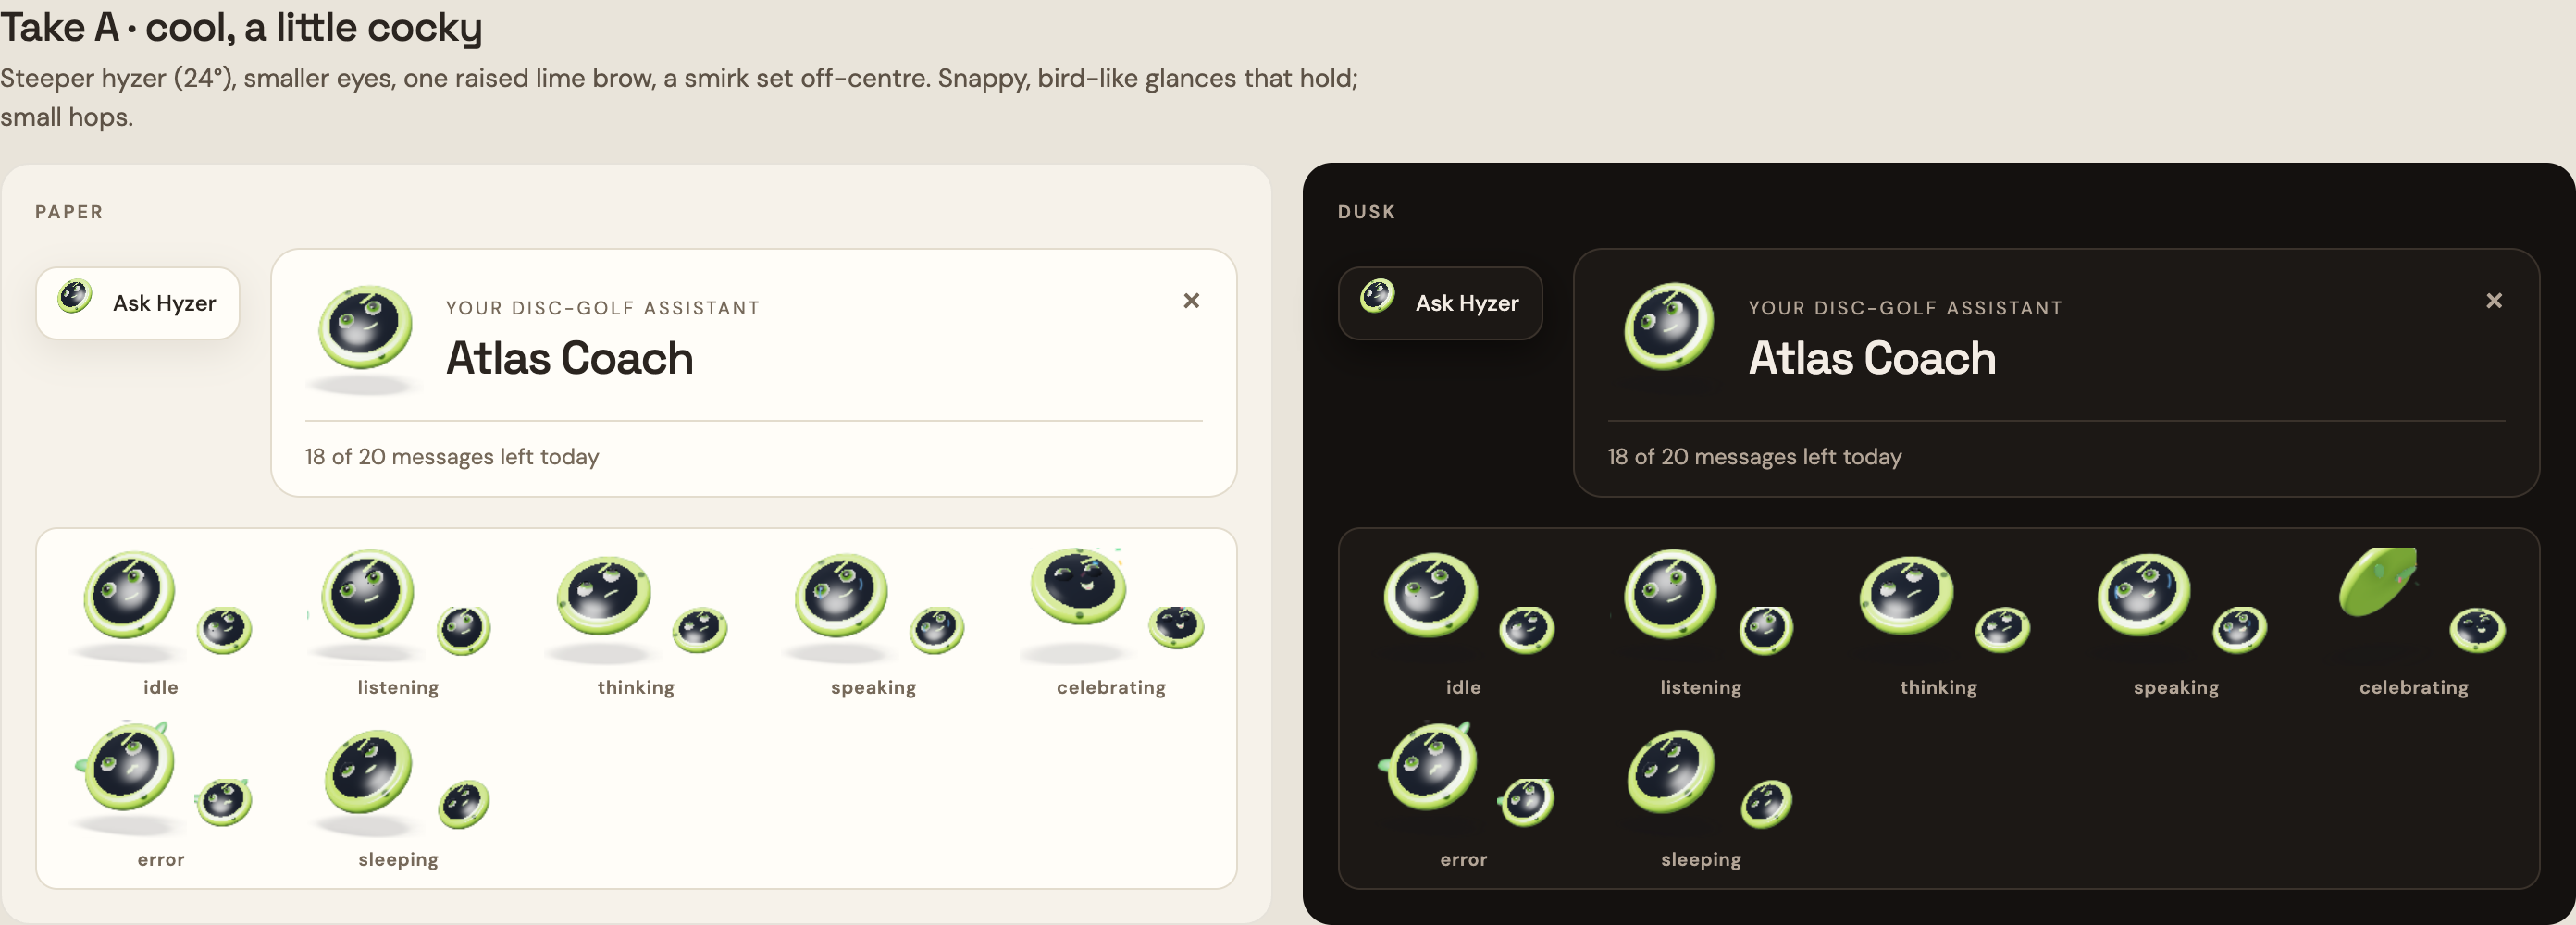 Take A · cool, a little cocky
Steeper hyzer (24°), smaller eyes, one raised lime brow, a smirk set off-centre. Snappy, bird-like glances that hold;
small hops.
PAPER
Ask Hyzer
YOUR DISC-GOLF ASSISTANT
Atlas Coach
18 of 20 messages left today
idle
listening
thinking
speaking
celebrating
error
sleeping
DUSK
Ask Hyzer
YOUR DISC-GOLF ASSISTANT
Atlas Coach
18 of 20 messages left today
idle
listening
thinking
speaking
celebrating
error
sleeping